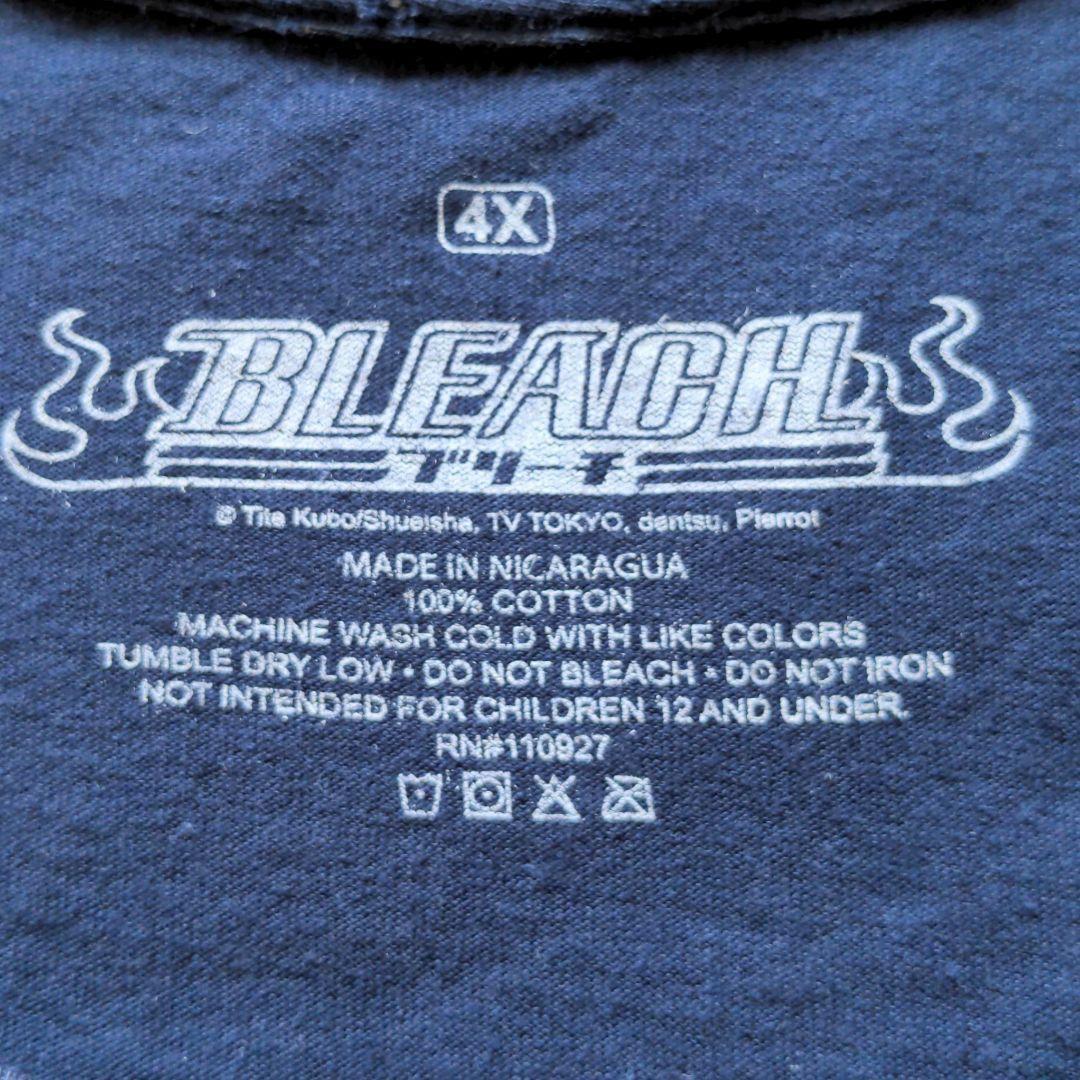 4X
BLEACH
ブリーチ
© Tite Kubo/Shueisha, TV TOKYO, dentsu, Pierrot
MADE IN NICARAGUA
100% COTTON
MACHINE WASH COLD WITH LIKE COLORS
TUMBLE DRY LOW • DO NOT BLEACH • DO NOT IRON
NOT INTENDED FOR CHILDREN 12 AND UNDER.
RN#110927